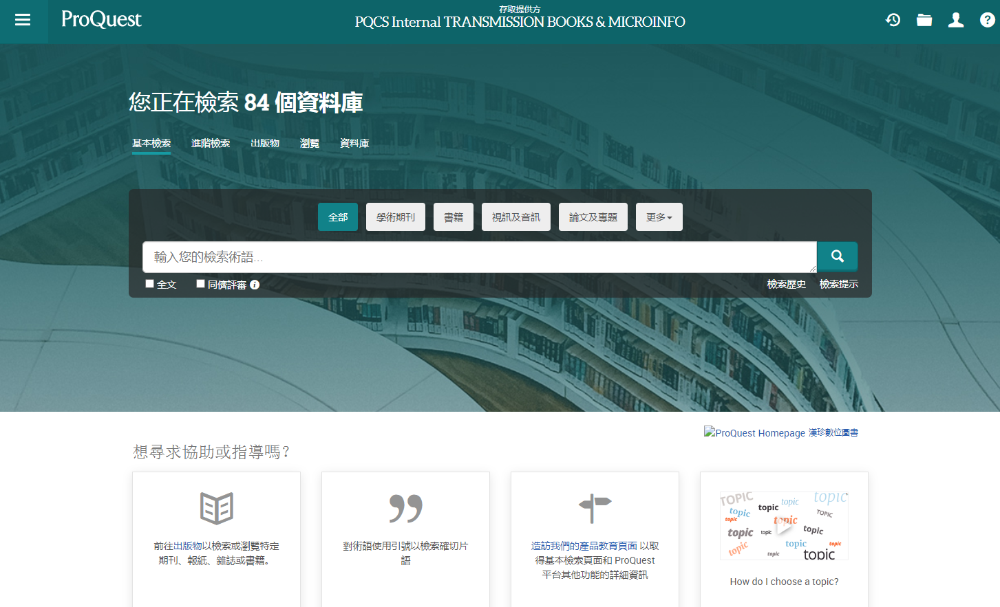 ProQuest
存取提供方
PQCS Internal TRANSMISSION BOOKS & MICROINFO
您正在檢索 84 個資料庫
基本檢索
進階檢索
出版物
瀏覽
資料庫
全部
學術期刊
書籍
視訊及音訊
論文及專題
更多
輸入您的檢索術語...
全文
同儕評審
檢索歷史
檢索提示
ProQuest Homepage 漢珍數位圖書
想尋求協助或指導嗎?
前往出版物以檢索或瀏覽特定
期刊、報紙、雜誌或書籍。
對術語使用引號以檢索確切片
語
造訪我們的產品教育頁面 以取
得基本檢索頁面和 ProQuest
平台其他功能的詳細資訊
TOPIC
topic
topic
topic
topic
topic
topic
TOPIC
topic
topic
topic
topic
topic
topic
topic
topic
How do I choose a topic?